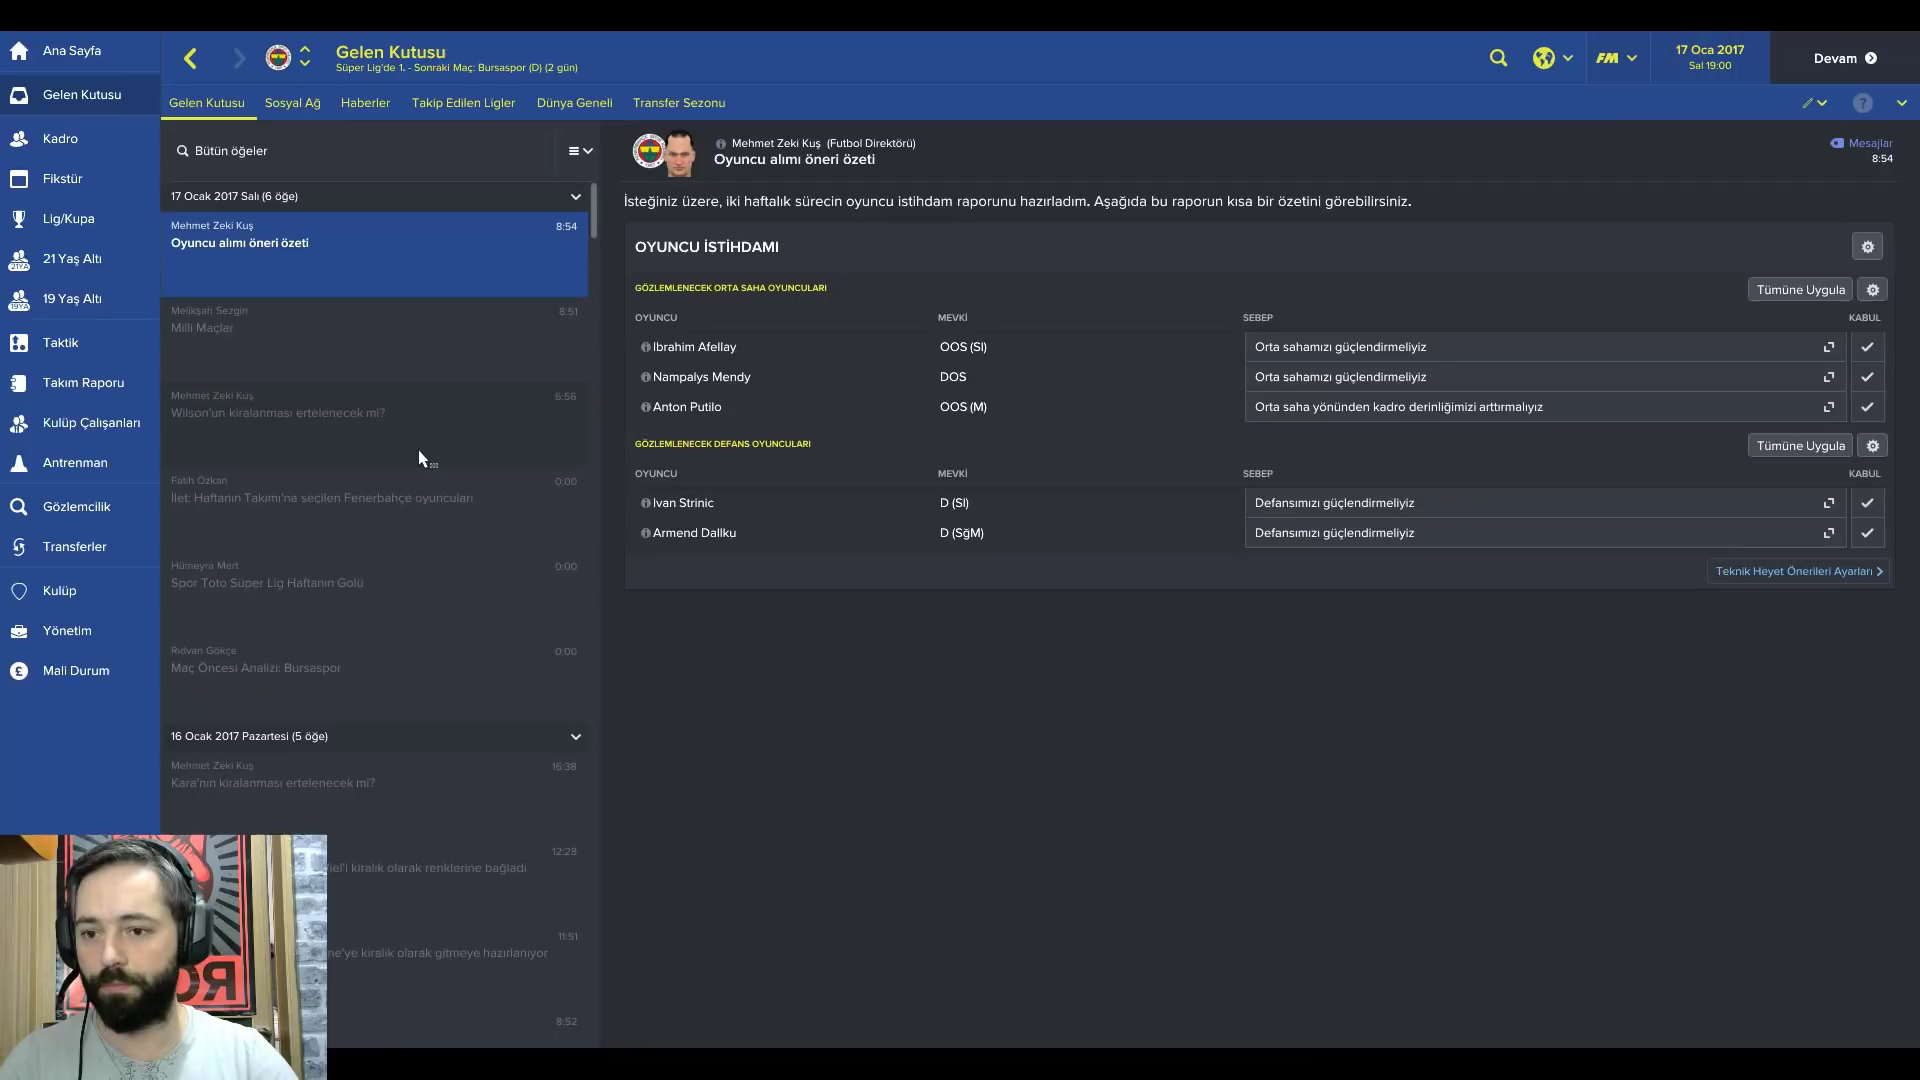 Ana Sayfa
Gelen Kutusu
Kadro
Fikstür
Lig/Kupa
21 Yaş Altı
19 Yaş Altı
Taktik
Takım Raporu
Kulüp Çalışanları
Antrenman
Gözlemcilik
Transferler
Kulüp
Yönetim
Mali Durum
Gelen Kutusu
Süper Lig'de 1. - Sonraki Maç: Bursaspor (D) (2 gün)
FM
17 Oca 2017
Sal 19:00
Devam
Gelen Kutusu Sosyal Ağ Haberler Takip Edilen Ligler Dünya Geneli Transfer Sezonu
Bütün öğeler
17 Ocak 2017 Salı (6 öğe)
Mehmet Zeki Kuş 8:54
Oyuncu alımı öneri özeti
Melikşah Sezgin 8:51
Milli Maçlar
Mehmet Zeki Kuş 6:56
Wilson'un kiralanması ertelenecek mi?
Fatih Özkan 0:00
İlet: Haftanın Takımı'na seçilen Fenerbahçe oyuncuları
Hümeyra Mert 0:00
Spor Toto Süper Lig Haftanın Golü
Rıdvan Gökçe 0:00
Maç Öncesi Analizi: Bursaspor
16 Ocak 2017 Pazartesi (5 öğe)
Mehmet Zeki Kuş 16:38
Kara'nın kiralanması ertelenecek mi?
12:28
kiralık olarak renklerine bağladı
11:51
ne'ye kiralık olarak gitmeye hazırlanıyor
8:52
Mehmet Zeki Kuş (Futbol Direktörü)
Oyuncu alımı öneri özeti
Mesajlar
8:54
İsteğiniz üzere, iki haftalık sürecin oyuncu istihdam raporunu hazırladım. Aşağıda bu raporun kısa bir özetini görebilirsiniz.
OYUNCU İSTİHDAMI
GÖZLEMLENECEK ORTA SAHA OYUNCULARI
Tümüne Uygula
OYUNCU MEVKİ SEBEP KABUL
Ibrahim Afellay OOS (Sl) Orta sahamızı güçlendirmeliyiz
Nampalys Mendy DOS Orta sahamızı güçlendirmeliyiz
Anton Putilo OOS (M) Orta saha yönünden kadro derinliğimizi arttırmalıyız
GÖZLEMLENECEK DEFANS OYUNCULARI
Tümüne Uygula
OYUNCU MEVKİ SEBEP KABUL
Ivan Strinic D (Sl) Defansımızı güçlendirmeliyiz
Armend Dallku D (SğM) Defansımızı güçlendirmeliyiz
Teknik Heyet Önerileri Ayarları